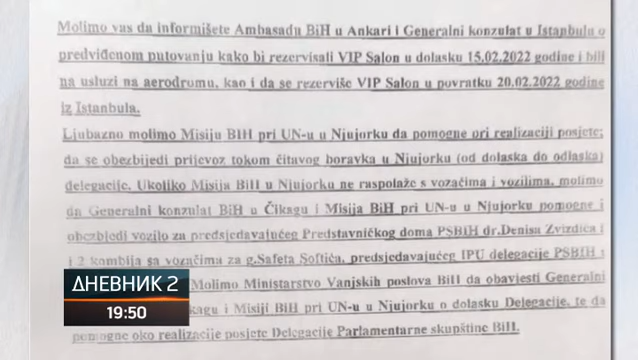 Molimo vas da informišete Ambasadu BiH u Ankari i Generalni konzulat u Istanbulu o
predviđenom putovanju kako bi rezervisali VIP Salon u dolasku 15.02.2022 godine i bili
na usluzi na aerodromu, kao i da se rezerviše VIP Salon u povratku 20.02.2022 godine
iz Istanbula.
Ljubazno molimo Misiju BIH pri UN-u u Njujorku da pomogne pri realizaciji posjete;
da se obezbijedi prijevoz tokom čitavog boravka u Njujorku (od dolaska do odlaska)
delegacije. Ukoliko Misija BiH u Njujorku ne raspolaže s vozačima i vozilima, molimo
da Generalni konzulat BiH u Čikagu i Misija BiH pri UN-u u Njujorku pomogne i
obezbjedi vozilo za predsjedavajućeg Predstavničkog doma PSBiH dr.Denisa Zvizdića i
i 2 kombija sa vozačima za g.Safeta Softića, predsjedavajućeg IPU delegacije PSBIH i
Molimo Ministarstvo Vanjskih poslova BiH da obavijesti Generalni
kagu i Misiji BiH pri UN-u u Njujorku o dolasku Delegacije, te da
pomogne oko realizacije posjete Delegacije Parlamentarne skupštine BiH.
ДНЕВНИК 2
19:50